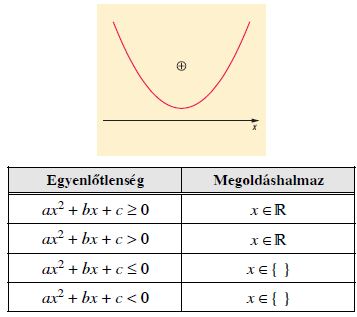 ⊕
x
Egyenlőtlenség Megoldáshalmaz
ax² + bx + c ≥ 0 x ∈ ℝ
ax² + bx + c > 0 x ∈ ℝ
ax² + bx + c ≤ 0 x ∈ { }
ax² + bx + c < 0 x ∈ { }